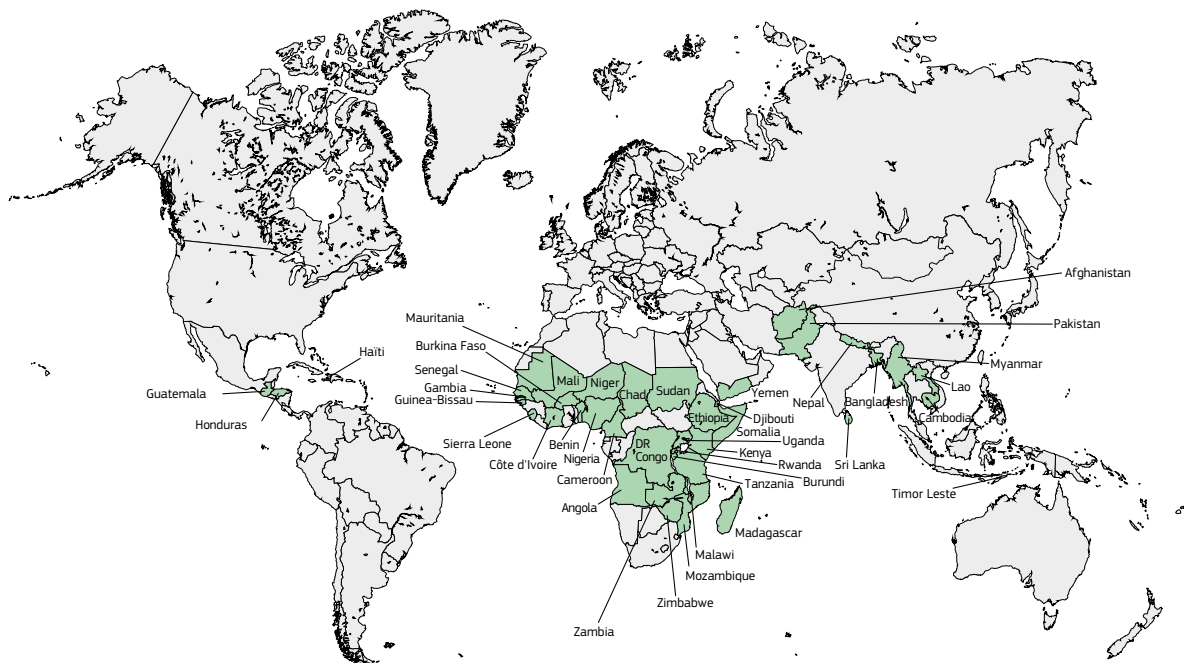 Afghanistan
Mauritania
Pakistan
Burkina Faso
Haïti
Senegal
Myanmar
Mali
Niger
Gambia
Chad
Sudan
Lao
Guatemala
Yemen
Guinea-Bissau
Nepal
Bangladesh
Honduras
Ethiopia
Djibouti
Cambodia
Somalia
Sierra Leone
Benin
DR
Congo
Uganda
Kenya
Nigeria
Côte d'Ivoire
Rwanda
Sri Lanka
Cameroon
Tanzania
Burundi
Timor Leste
Angola
Madagascar
Malawi
Mozambique
Zimbabwe
Zambia